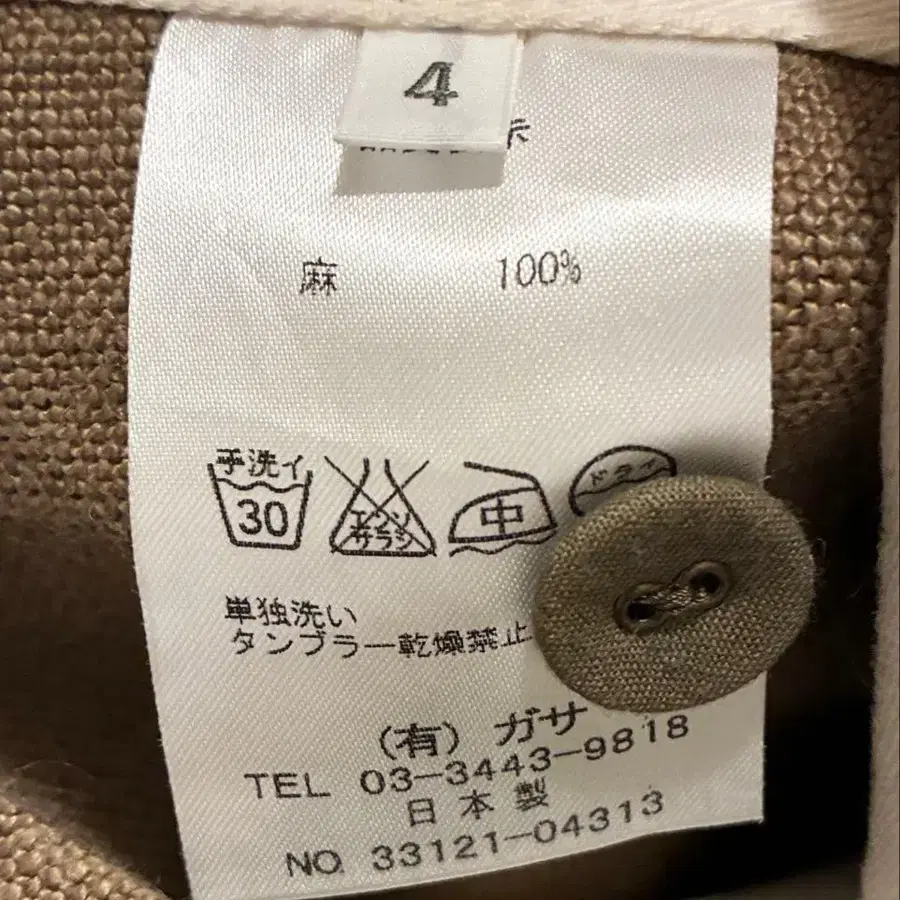 4
麻 100%
手洗イ 30 エンソ サラシ 中 ドライ
単独洗い
タンブラー乾燥禁止
(有) ガサ
TEL 03-3443-9818
日本製
NO. 33121-04313